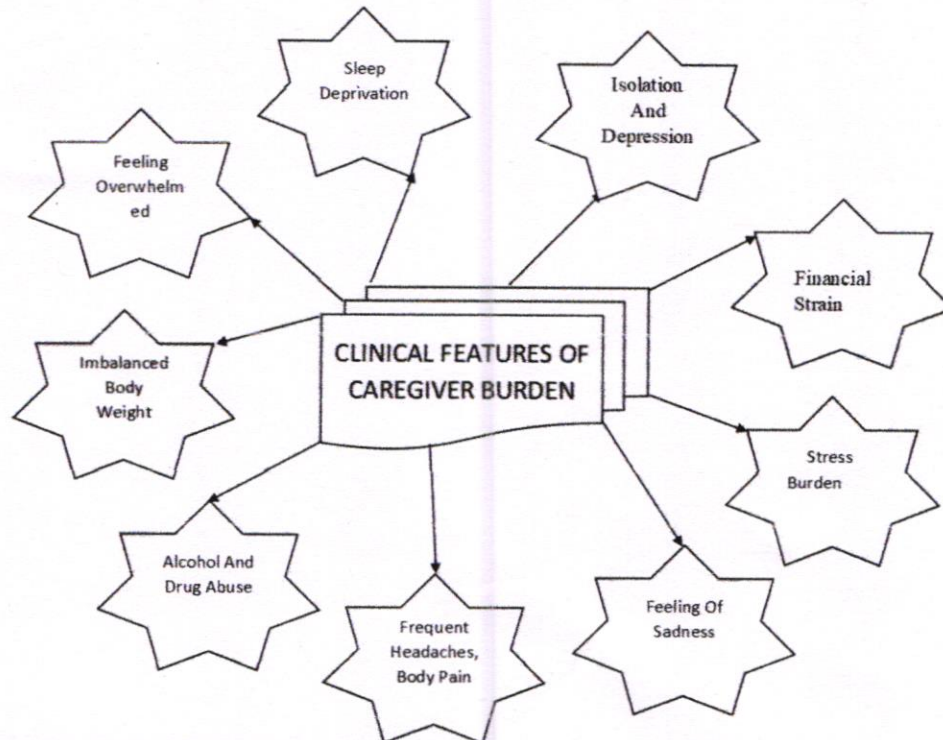 Sleep
Deprivation
Isolation
And
Depression
Feeling
Overwhelm
ed
Financial
Strain
CLINICAL FEATURES OF
CAREGIVER BURDEN
Imbalanced
Body
Weight
Stress
Burden
Alcohol And
Drug Abuse
Frequent
Headaches,
Body Pain
Feeling Of
Sadness